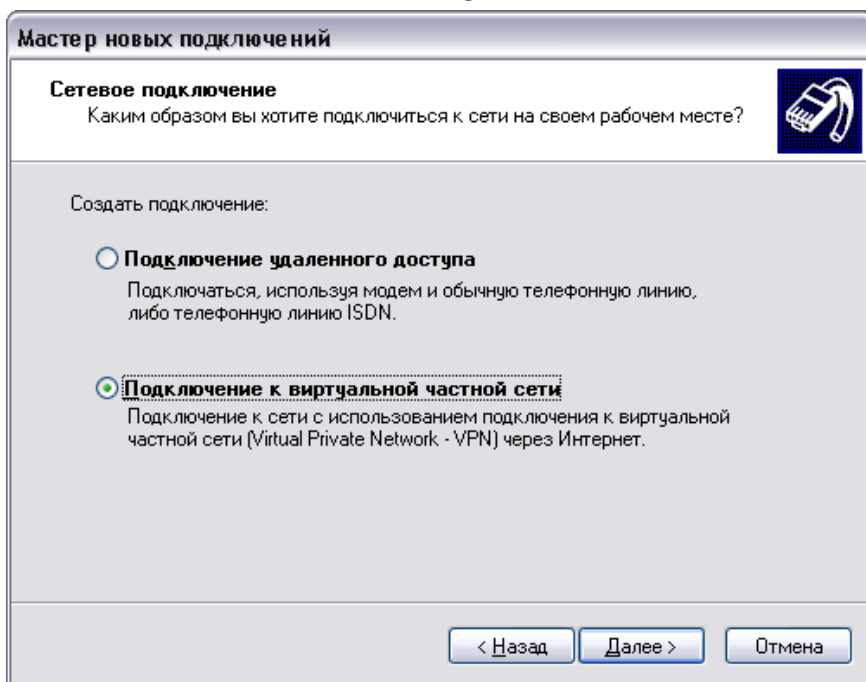 Мастер новых подключений
Сетевое подключение
Каким образом вы хотите подключиться к сети на своем рабочем месте?
Создать подключение:
Подключение удаленного доступа
Подключаться, используя модем и обычную телефонную линию,
либо телефонную линию ISDN.
Подключение к виртуальной частной сети
Подключение к сети с использованием подключения к виртуальной
частной сети (Virtual Private Network - VPN) через Интернет.
< Назад
Далее >
Отмена